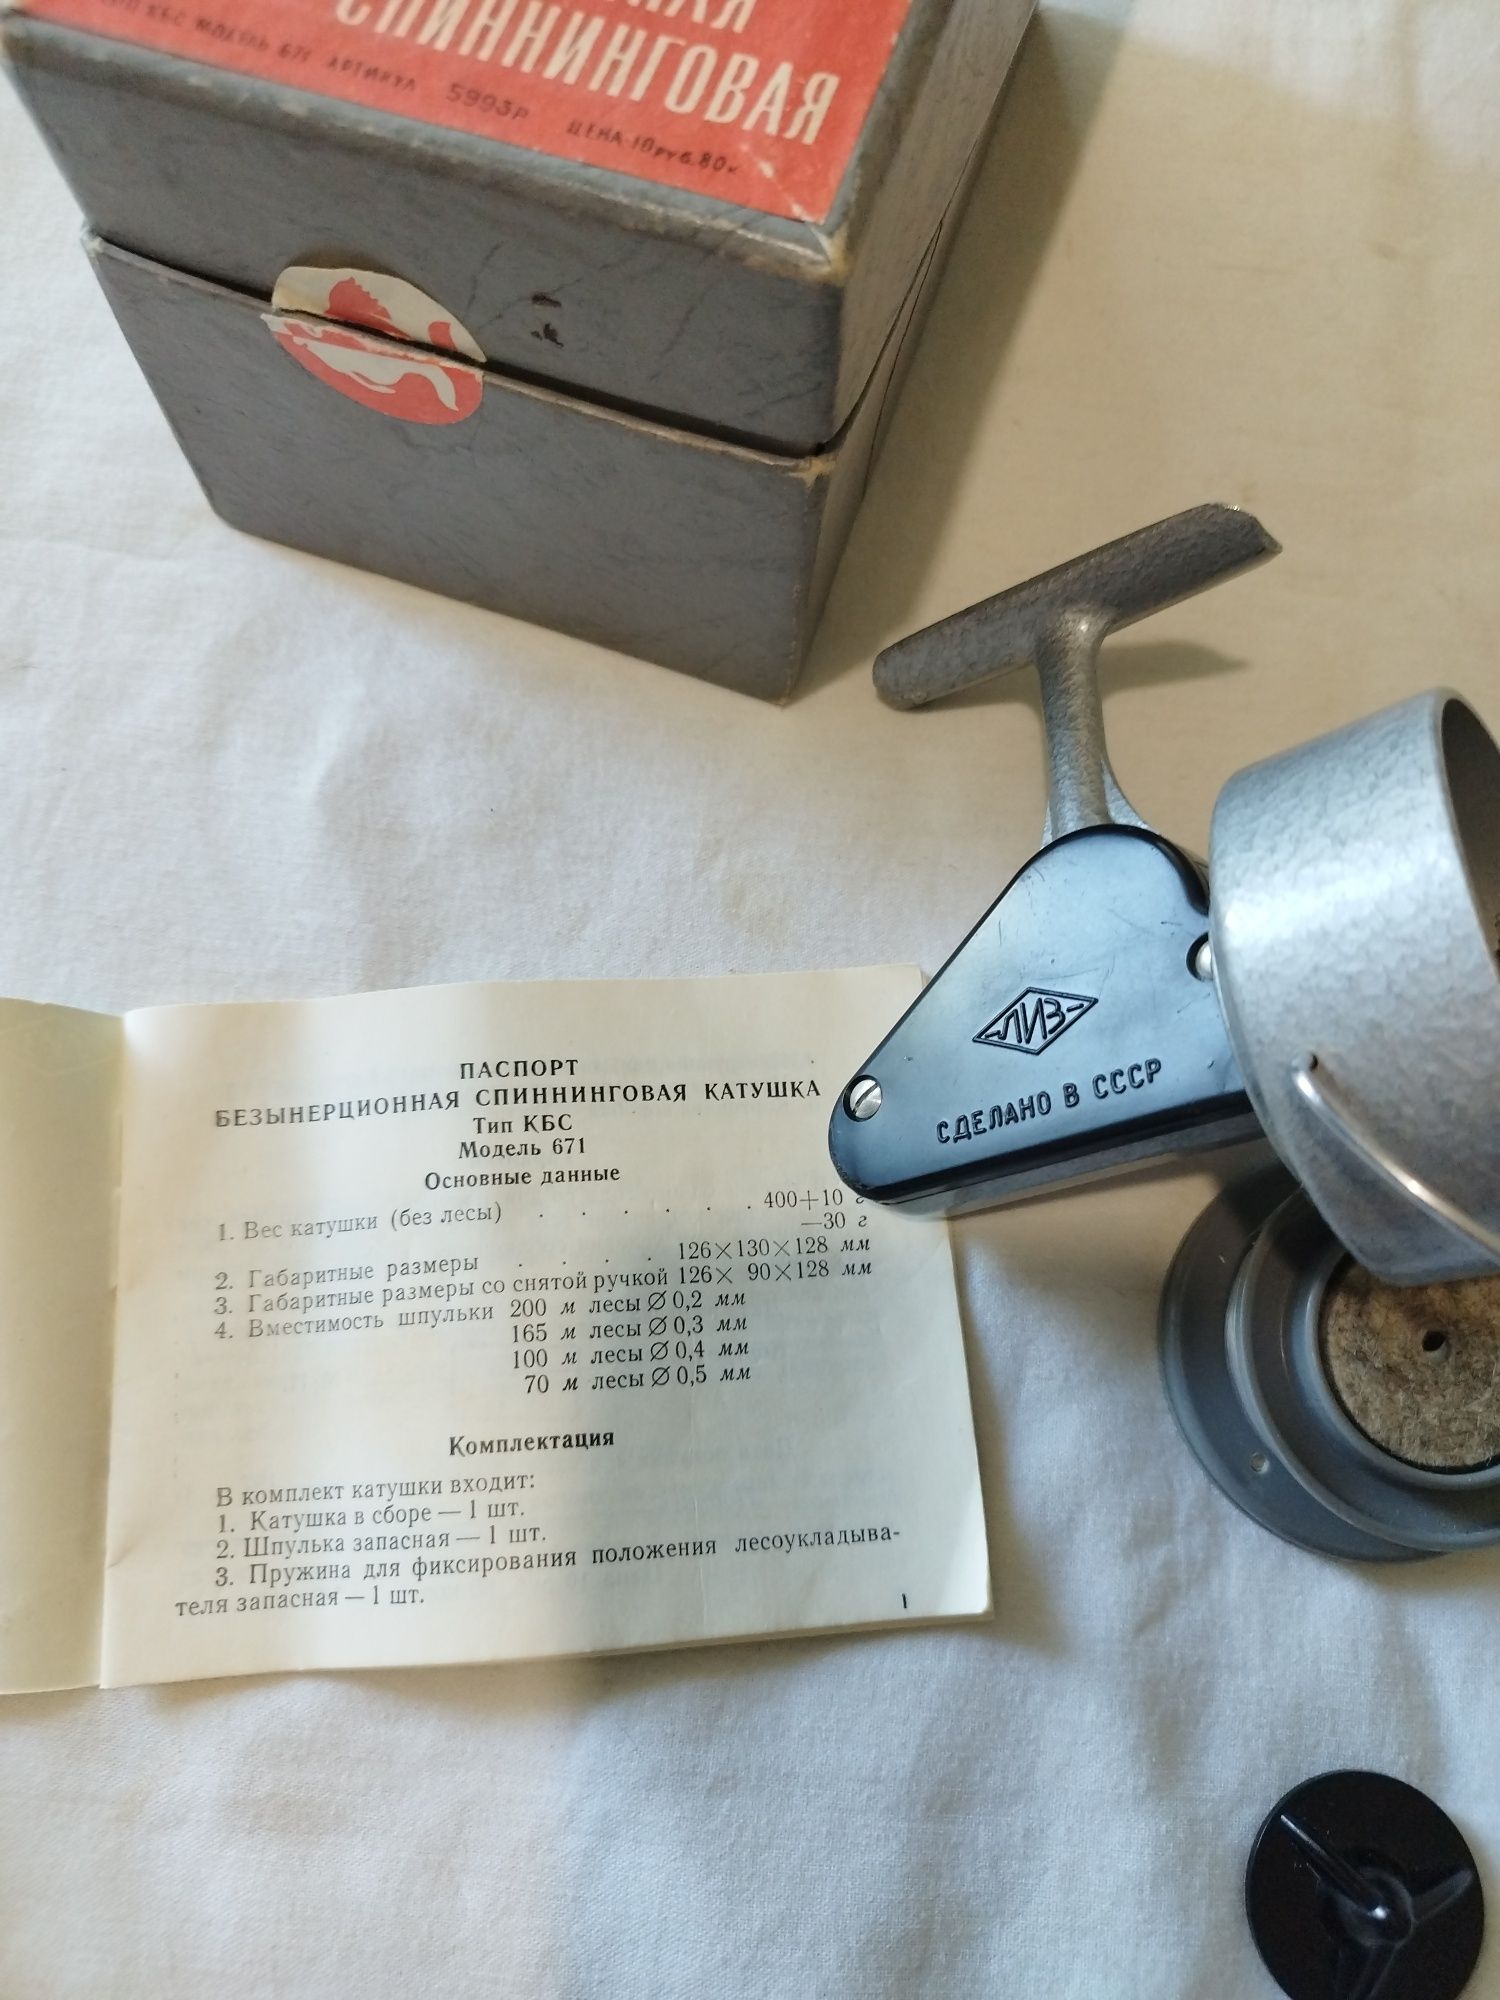 СПИННИНГОВАЯ
КБС МОДЕЛЬ 671 АРТИКУЛ 5993Р ЦЕНА 10 руб. 80 к
ЛИЗ
СДЕЛАНО В СССР
ПАСПОРТ
БЕЗЫНЕРЦИОННАЯ СПИННИНГОВАЯ КАТУШКА
Тип КБС
Модель 671
Основные данные
1. Вес катушки (без лесы) . . . . . . 400+10 г
—30 г
2. Габаритные размеры . . . . 126×130×128 мм
3. Габаритные размеры со снятой ручкой 126× 90×128 мм
4. Вместимость шпульки 200 м лесы ∅ 0,2 мм
165 м лесы ∅ 0,3 мм
100 м лесы ∅ 0,4 мм
70 м лесы ∅ 0,5 мм
Комплектация
В комплект катушки входит:
1. Катушка в сборе — 1 шт.
2. Шпулька запасная — 1 шт.
3. Пружина для фиксирования положения лесоукладыва-
теля запасная — 1 шт.
1